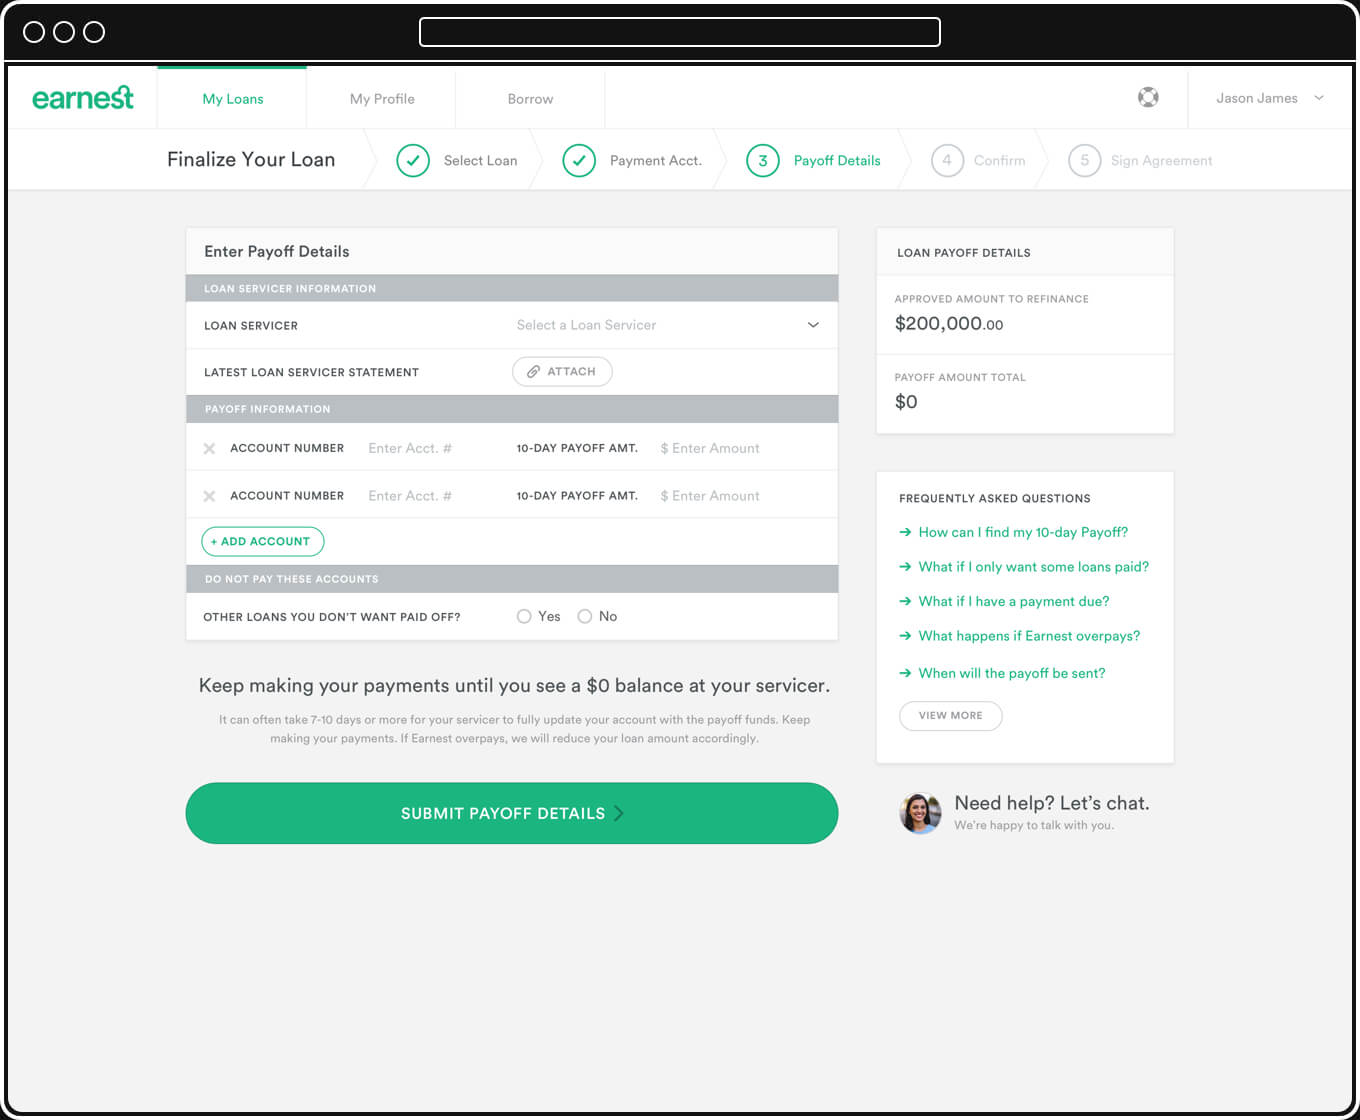 earnest
My Loans
My Profile
Borrow
Jason James
Finalize Your Loan
Select Loan
Payment Acct.
3 Payoff Details
4 Confirm
5 Sign Agreement
Enter Payoff Details
LOAN SERVICER INFORMATION
LOAN SERVICER Select a Loan Servicer
LATEST LOAN SERVICER STATEMENT ATTACH
PAYOFF INFORMATION
ACCOUNT NUMBER Enter Acct. # 10-DAY PAYOFF AMT. $ Enter Amount
ACCOUNT NUMBER Enter Acct. # 10-DAY PAYOFF AMT. $ Enter Amount
+ ADD ACCOUNT
DO NOT PAY THESE ACCOUNTS
OTHER LOANS YOU DON'T WANT PAID OFF? Yes No
Keep making your payments until you see a $0 balance at your servicer.
It can often take 7-10 days or more for your servicer to fully update your account with the payoff funds. Keep
making your payments. If Earnest overpays, we will reduce your loan amount accordingly.
SUBMIT PAYOFF DETAILS
LOAN PAYOFF DETAILS
APPROVED AMOUNT TO REFINANCE
$200,000.00
PAYOFF AMOUNT TOTAL
$0
FREQUENTLY ASKED QUESTIONS
How can I find my 10-day Payoff?
What if I only want some loans paid?
What if I have a payment due?
What happens if Earnest overpays?
When will the payoff be sent?
VIEW MORE
Need help? Let's chat.
We're happy to talk with you.